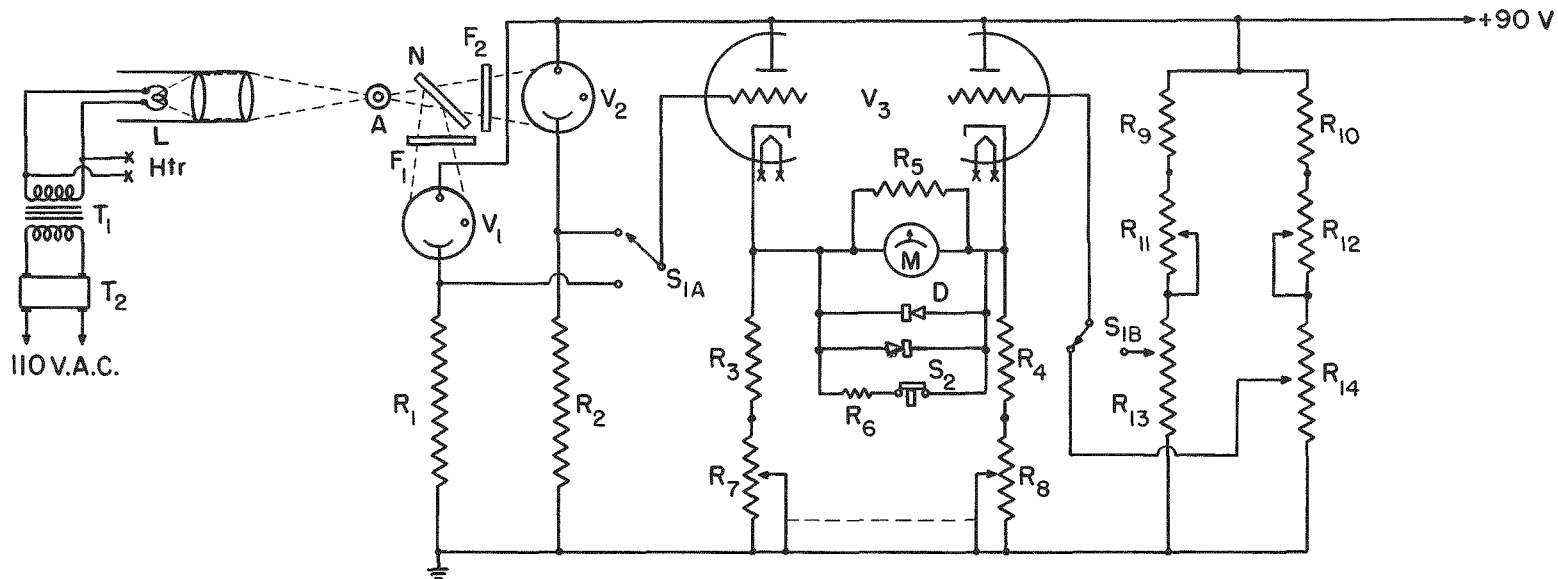 +90 V
F2
N
V2
V3
A
L
Htr
F1
V1
T1
T2
110 V.A.C.
S1A
R5
M
D
S2
R6
R3
R4
R1
R2
R7
R8
R9
R10
R11
R12
S1B
R13
R14
x
x
x x
x x